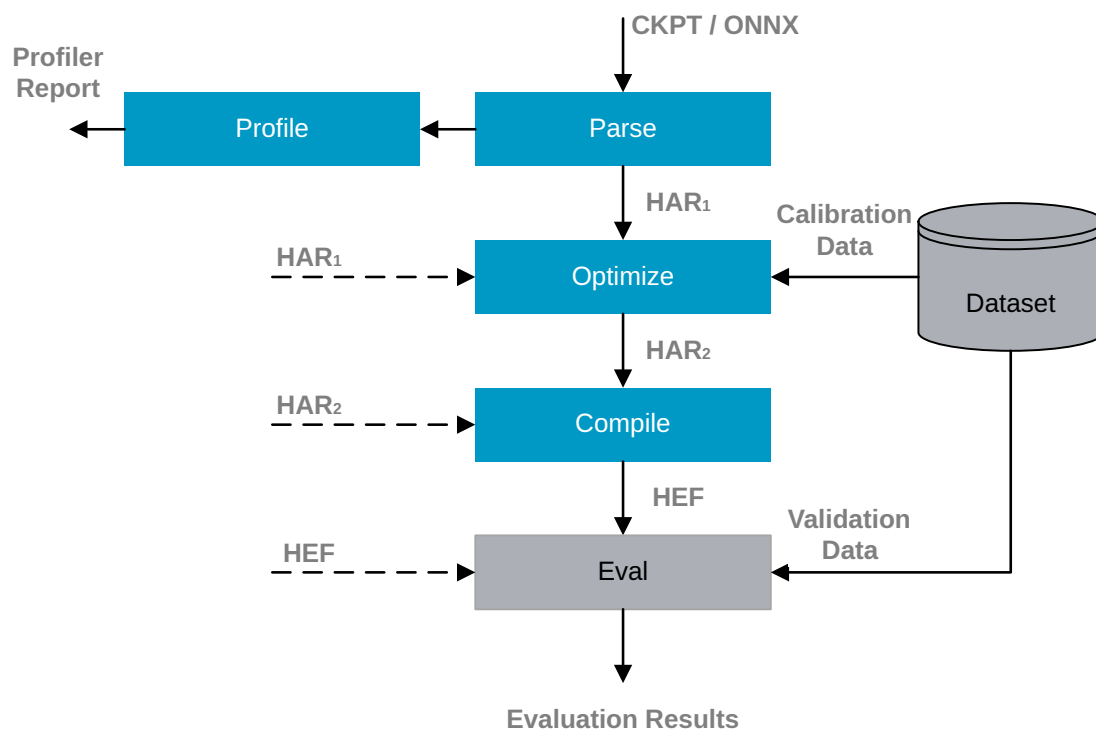 CKPT / ONNX
Profiler
Report
Profile
Parse
HAR₁
Calibration
Data
HAR₁
Optimize
Dataset
HAR₂
HAR₂
Compile
HEF
Validation
Data
HEF
Eval
Evaluation Results